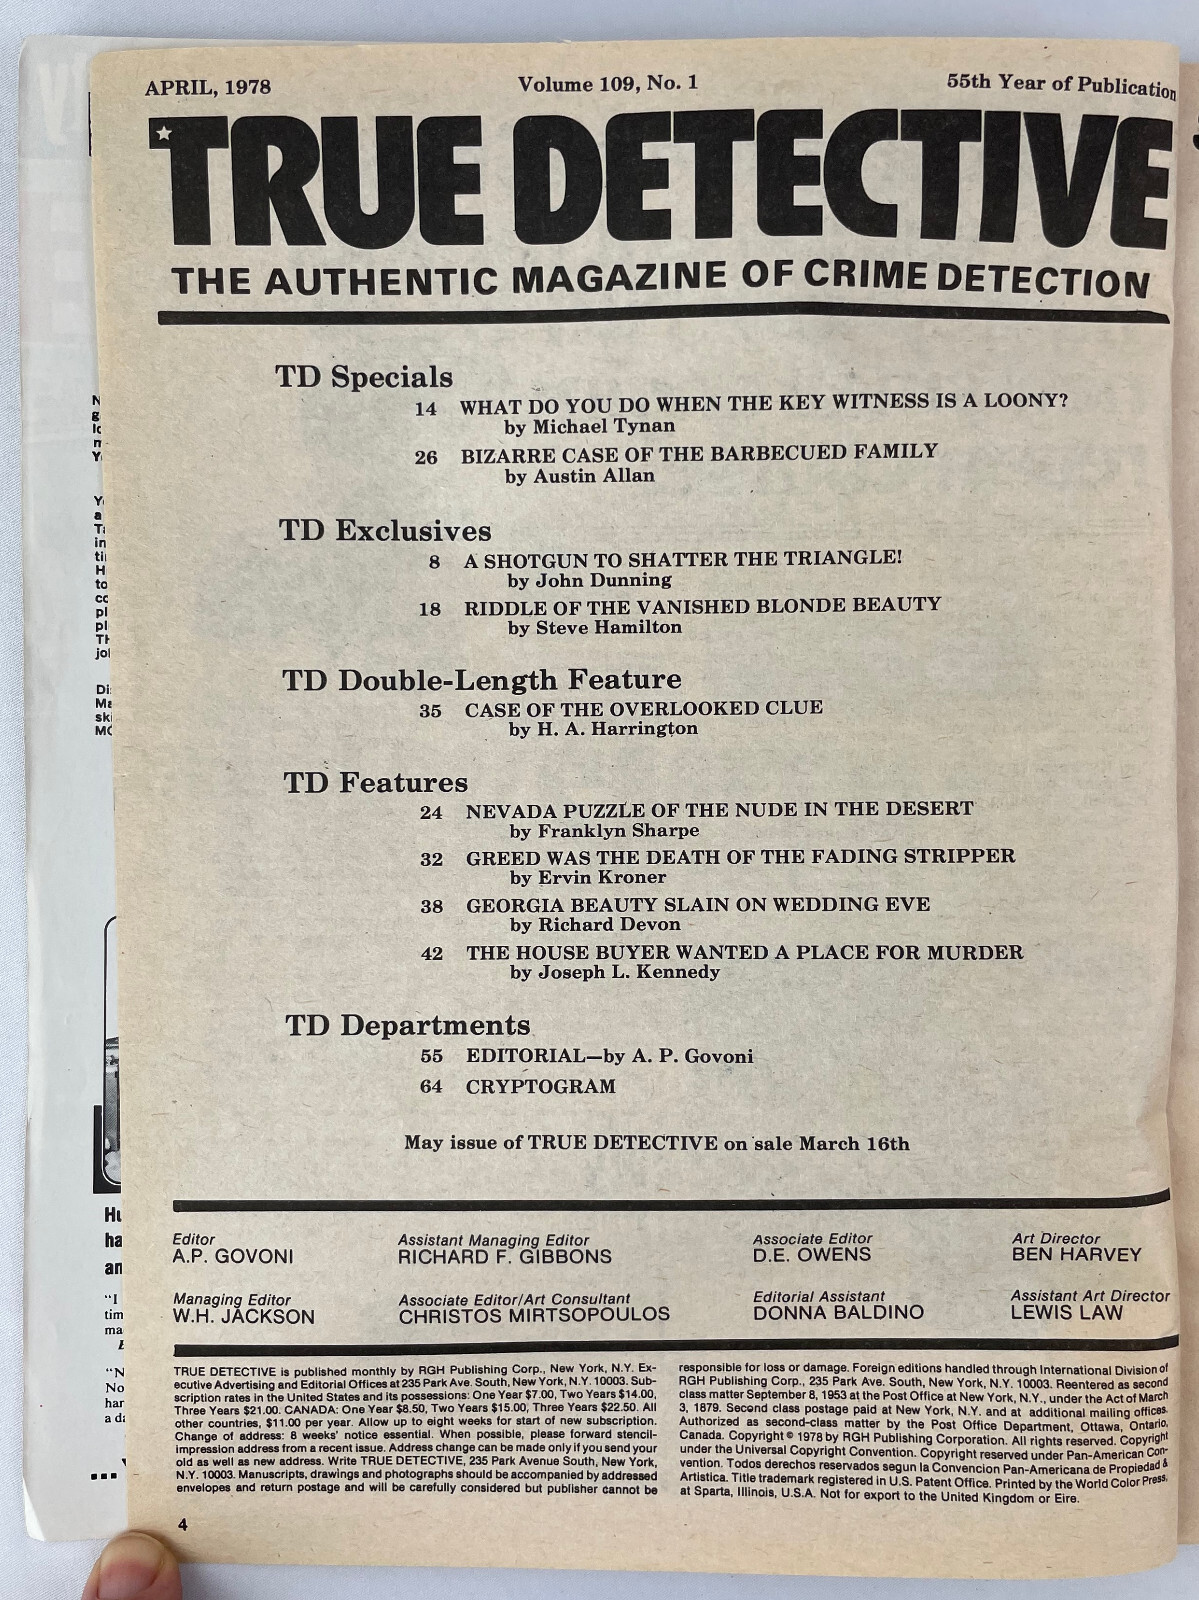 APRIL, 1978
Volume 109, No. 1
55th Year of Publication
TRUE DETECTIVE
THE AUTHENTIC MAGAZINE OF CRIME DETECTION
TD Specials
14 WHAT DO YOU DO WHEN THE KEY WITNESS IS A LOONY?
by Michael Tynan
26 BIZARRE CASE OF THE BARBECUED FAMILY
by Austin Allan
TD Exclusives
8 A SHOTGUN TO SHATTER THE TRIANGLE!
by John Dunning
18 RIDDLE OF THE VANISHED BLONDE BEAUTY
by Steve Hamilton
TD Double-Length Feature
35 CASE OF THE OVERLOOKED CLUE
by H. A. Harrington
TD Features
24 NEVADA PUZZLE OF THE NUDE IN THE DESERT
by Franklyn Sharpe
32 GREED WAS THE DEATH OF THE FADING STRIPPER
by Ervin Kroner
38 GEORGIA BEAUTY SLAIN ON WEDDING EVE
by Richard Devon
42 THE HOUSE BUYER WANTED A PLACE FOR MURDER
by Joseph L. Kennedy
TD Departments
55 EDITORIAL—by A. P. Govoni
64 CRYPTOGRAM
May issue of TRUE DETECTIVE on sale March 16th
Editor
A.P. GOVONI
Assistant Managing Editor
RICHARD F. GIBBONS
Associate Editor
D.E. OWENS
Art Director
BEN HARVEY
Managing Editor
W.H. JACKSON
Associate Editor/Art Consultant
CHRISTOS MIRTSOPOULOS
Editorial Assistant
DONNA BALDINO
Assistant Art Director
LEWIS LAW
TRUE DETECTIVE is published monthly by RGH Publishing Corp., New York, N.Y. Ex-
ecutive Advertising and Editorial Offices at 235 Park Ave. South, New York, N.Y. 10003. Sub-
scription rates in the United States and its possessions: One Year $7.00, Two Years $14.00,
Three Years $21.00. CANADA: One Year $8.50, Two Years $15.00, Three Years $22.50. All
other countries, $11.00 per year. Allow up to eight weeks for start of new subscription.
Change of address: 8 weeks' notice essential. When possible, please forward stencil-
impression address from a recent issue. Address change can be made only if you send your
old as well as new address. Write TRUE DETECTIVE, 235 Park Avenue South, New York,
N.Y. 10003. Manuscripts, drawings and photographs should be accompanied by addressed
envelopes and return postage and will be carefully considered but publisher cannot be
responsible for loss or damage. Foreign editions handled through International Division of
RGH Publishing Corp., 235 Park Ave. South, New York, N.Y. 10003. Reentered as second
class matter September 8, 1953 at the Post Office at New York, N.Y., under the Act of March
3, 1879. Second class postage paid at New York, N.Y. and at additional mailing offices.
Authorized as second-class matter by the Post Office Department, Ottawa, Ontario,
Canada. Copyright © 1978 by RGH Publishing Corporation. All rights reserved. Copyright
under the Universal Copyright Convention. Copyright reserved under Pan-American Con-
vention. Todos derechos reservados segun la Convencion Pan-Americana de Propiedad &
Artistica. Title trademark registered in U.S. Patent Office. Printed by the World Color Press,
at Sparta, Illinois, U.S.A. Not for export to the United Kingdom or Eire.
4